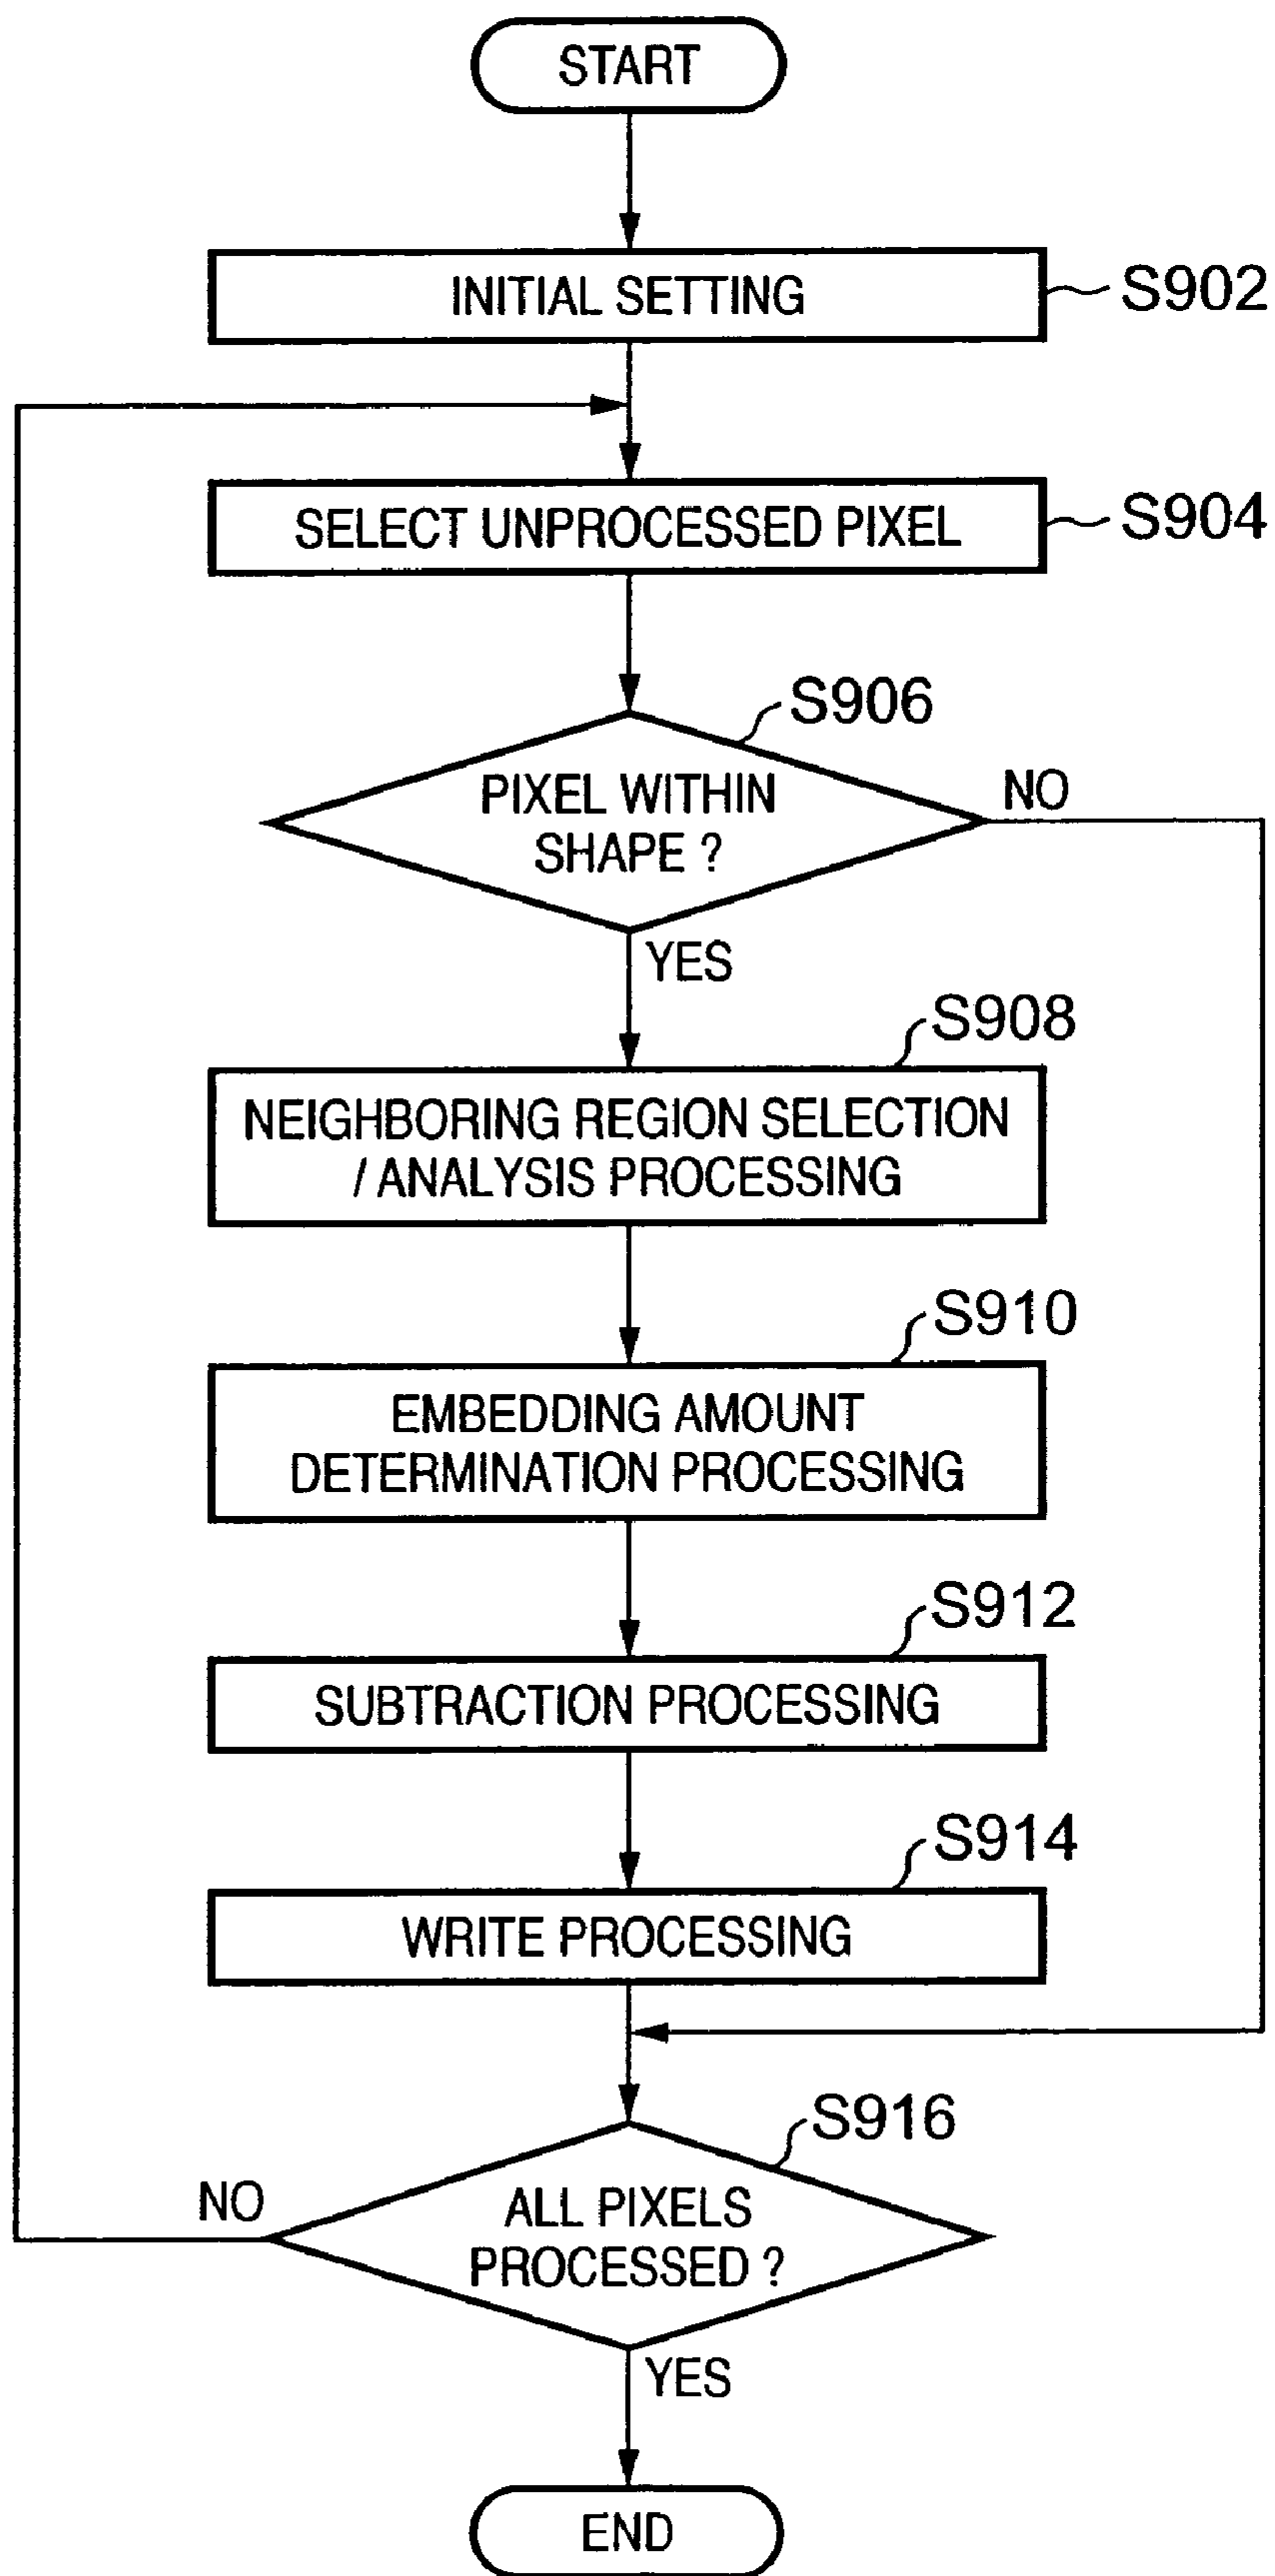 START
INITIAL SETTING
S902
SELECT UNPROCESSED PIXEL
S904
S906
PIXEL WITHIN
SHAPE ?
NO
YES
S908
NEIGHBORING REGION SELECTION
/ ANALYSIS PROCESSING
S910
EMBEDDING AMOUNT
DETERMINATION PROCESSING
S912
SUBTRACTION PROCESSING
S914
WRITE PROCESSING
S916
NO
ALL PIXELS
PROCESSED ?
YES
END